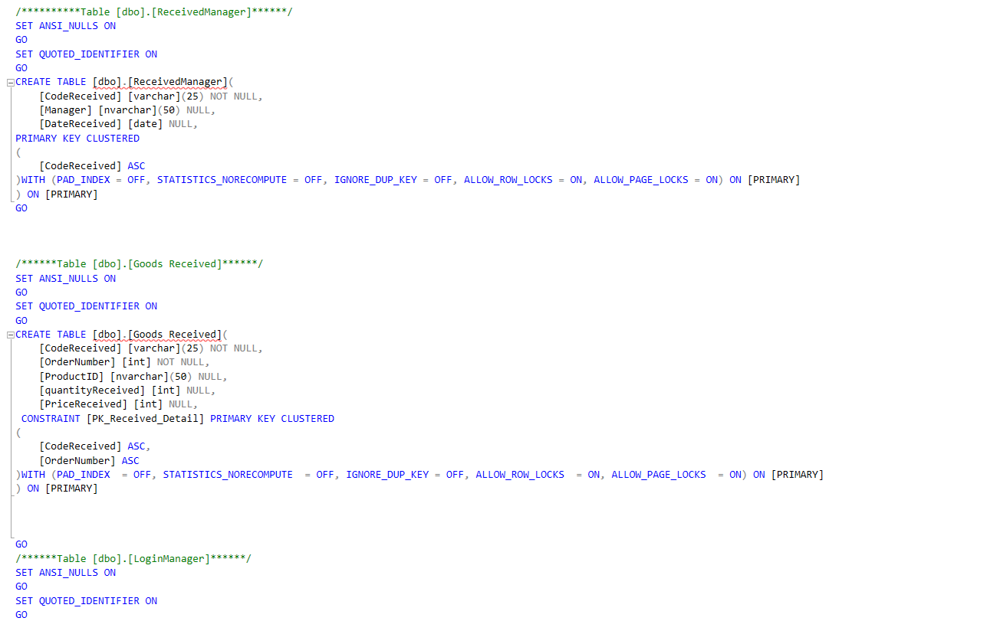 /**********Table [dbo].[ReceivedManager]******/
SET ANSI_NULLS ON
GO
SET QUOTED_IDENTIFIER ON
GO
CREATE TABLE [dbo].[ReceivedManager](
    [CodeReceived] [varchar](25) NOT NULL,
    [Manager] [nvarchar](50) NULL,
    [DateReceived] [date] NULL,
PRIMARY KEY CLUSTERED
(
    [CodeReceived] ASC
)WITH (PAD_INDEX = OFF, STATISTICS_NORECOMPUTE = OFF, IGNORE_DUP_KEY = OFF, ALLOW_ROW_LOCKS = ON, ALLOW_PAGE_LOCKS = ON) ON [PRIMARY]
) ON [PRIMARY]
GO
/******Table [dbo].[Goods Received]******/
SET ANSI_NULLS ON
GO
SET QUOTED_IDENTIFIER ON
GO
CREATE TABLE [dbo].[Goods Received](
    [CodeReceived] [varchar](25) NOT NULL,
    [OrderNumber] [int] NOT NULL,
    [ProductID] [nvarchar](50) NULL,
    [quantityReceived] [int] NULL,
    [PriceReceived] [int] NULL,
 CONSTRAINT [PK_Received_Detail] PRIMARY KEY CLUSTERED
(
    [CodeReceived] ASC,
    [OrderNumber] ASC
)WITH (PAD_INDEX  = OFF, STATISTICS_NORECOMPUTE  = OFF, IGNORE_DUP_KEY = OFF, ALLOW_ROW_LOCKS  = ON, ALLOW_PAGE_LOCKS  = ON) ON [PRIMARY]
) ON [PRIMARY]
GO
/******Table [dbo].[LoginManager]******/
SET ANSI_NULLS ON
GO
SET QUOTED_IDENTIFIER ON
GO